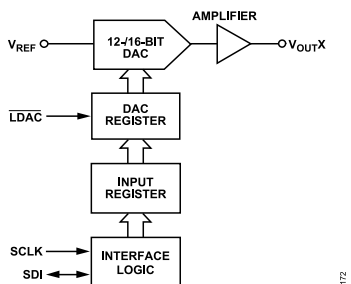 AMPLIFIER
VREF
12-/16-BIT
DAC
VOUTX
LDAC
DAC
REGISTER
INPUT
REGISTER
SCLK
SDI
INTERFACE
LOGIC
172